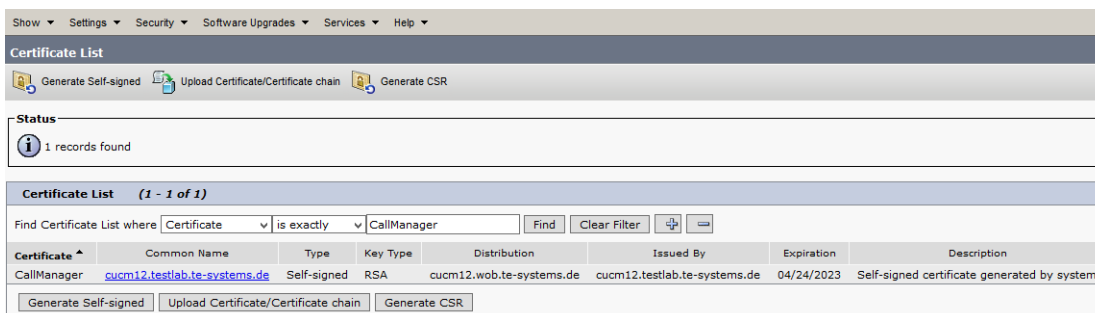 Show Settings Security Software Upgrades Services Help
Certificate List
Generate Self-signed Upload Certificate/Certificate chain Generate CSR
Status
1 records found
Certificate List (1 - 1 of 1)
Find Certificate List where Certificate is exactly CallManager Find Clear Filter
Certificate Common Name Type Key Type Distribution Issued By Expiration Description
CallManager cucm12.testlab.te-systems.de Self-signed RSA cucm12.wob.te-systems.de cucm12.testlab.te-systems.de 04/24/2023 Self-signed certificate generated by system
Generate Self-signed Upload Certificate/Certificate chain Generate CSR